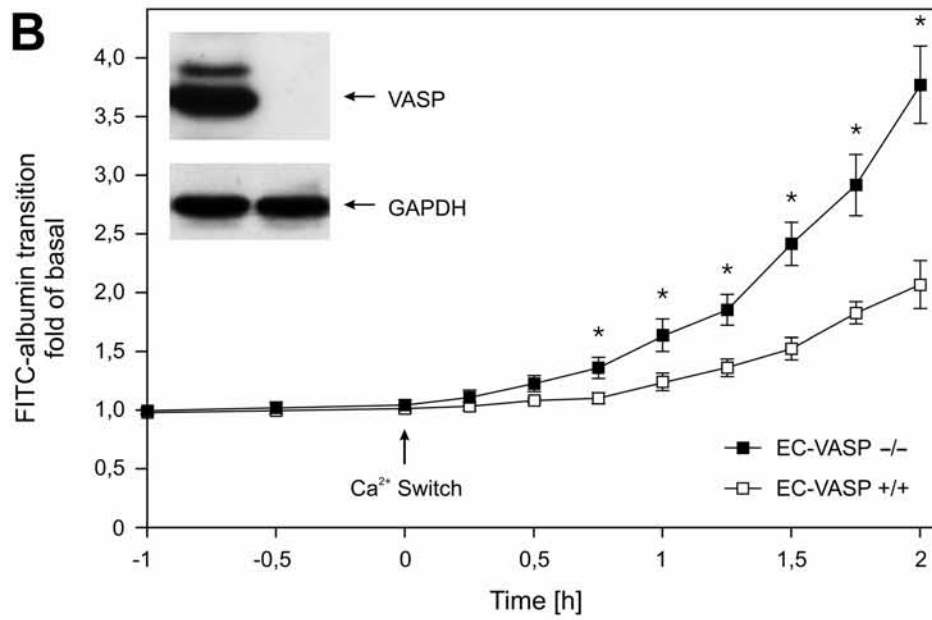 B
4,0
3,5
3,0
2,5
2,0
1,5
1,0
0,5
0
FITC-albumin transition
fold of basal
VASP
GAPDH
* * * * * *
Ca²⁺ Switch
EC-VASP –/–
EC-VASP +/+
-1 -0,5 0 0,5 1 1,5 2
Time [h]